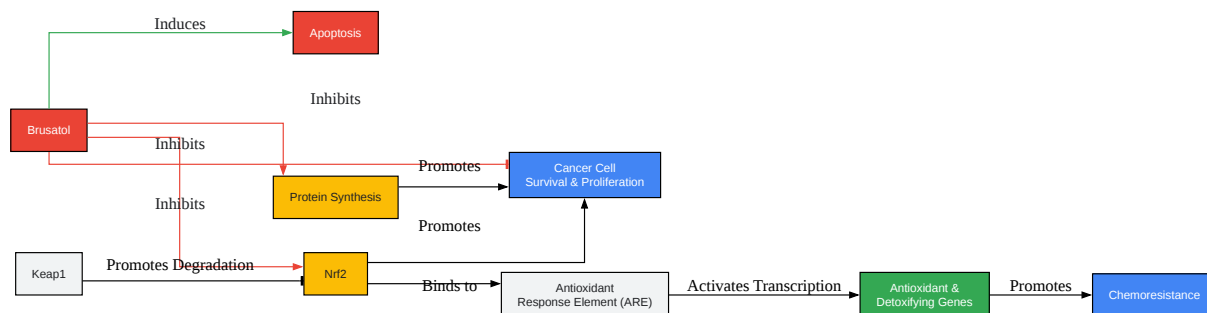 Induces
Apoptosis
Inhibits
Brusatol
Inhibits
Promotes
Cancer Cell
Survival & Proliferation
Protein Synthesis
Inhibits
Promotes
Keap1
Promotes Degradation
Nrf2
Binds to
Antioxidant
Response Element (ARE)
Activates Transcription
Antioxidant &
Detoxifying Genes
Promotes
Chemoresistance